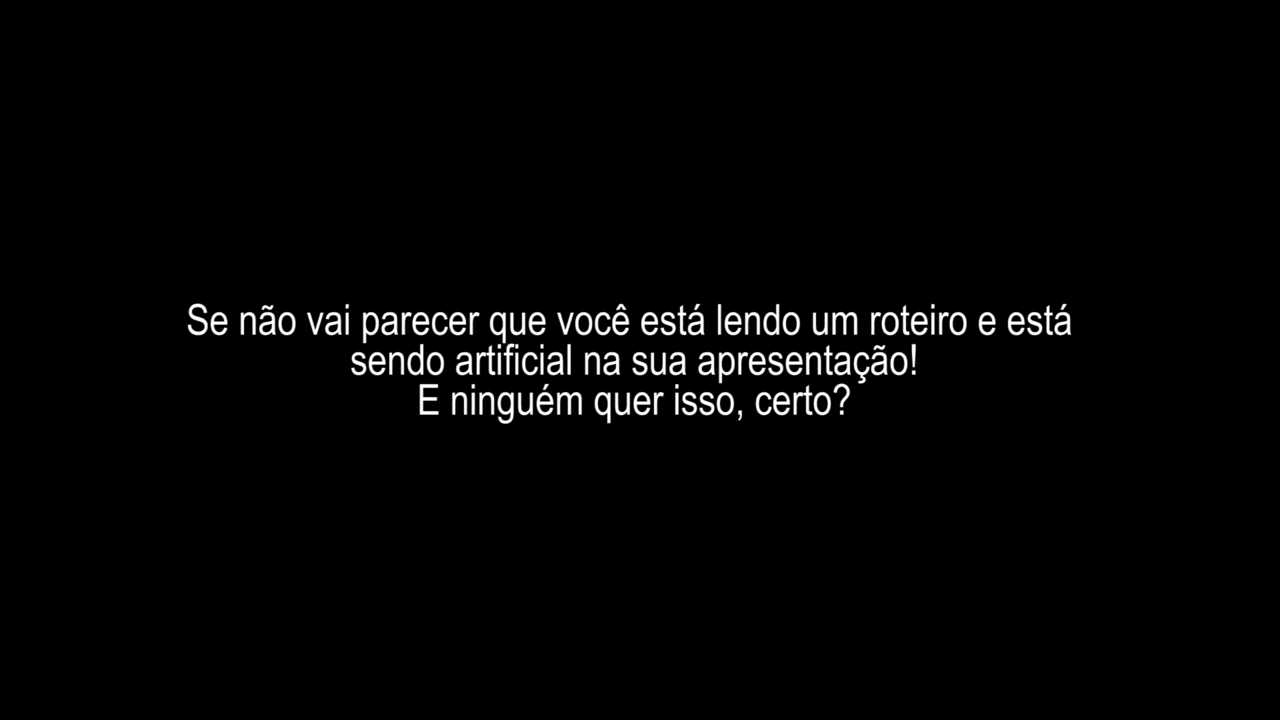 Se não vai parecer que você está lendo um roteiro e está
sendo artificial na sua apresentação!
E ninguém quer isso, certo?